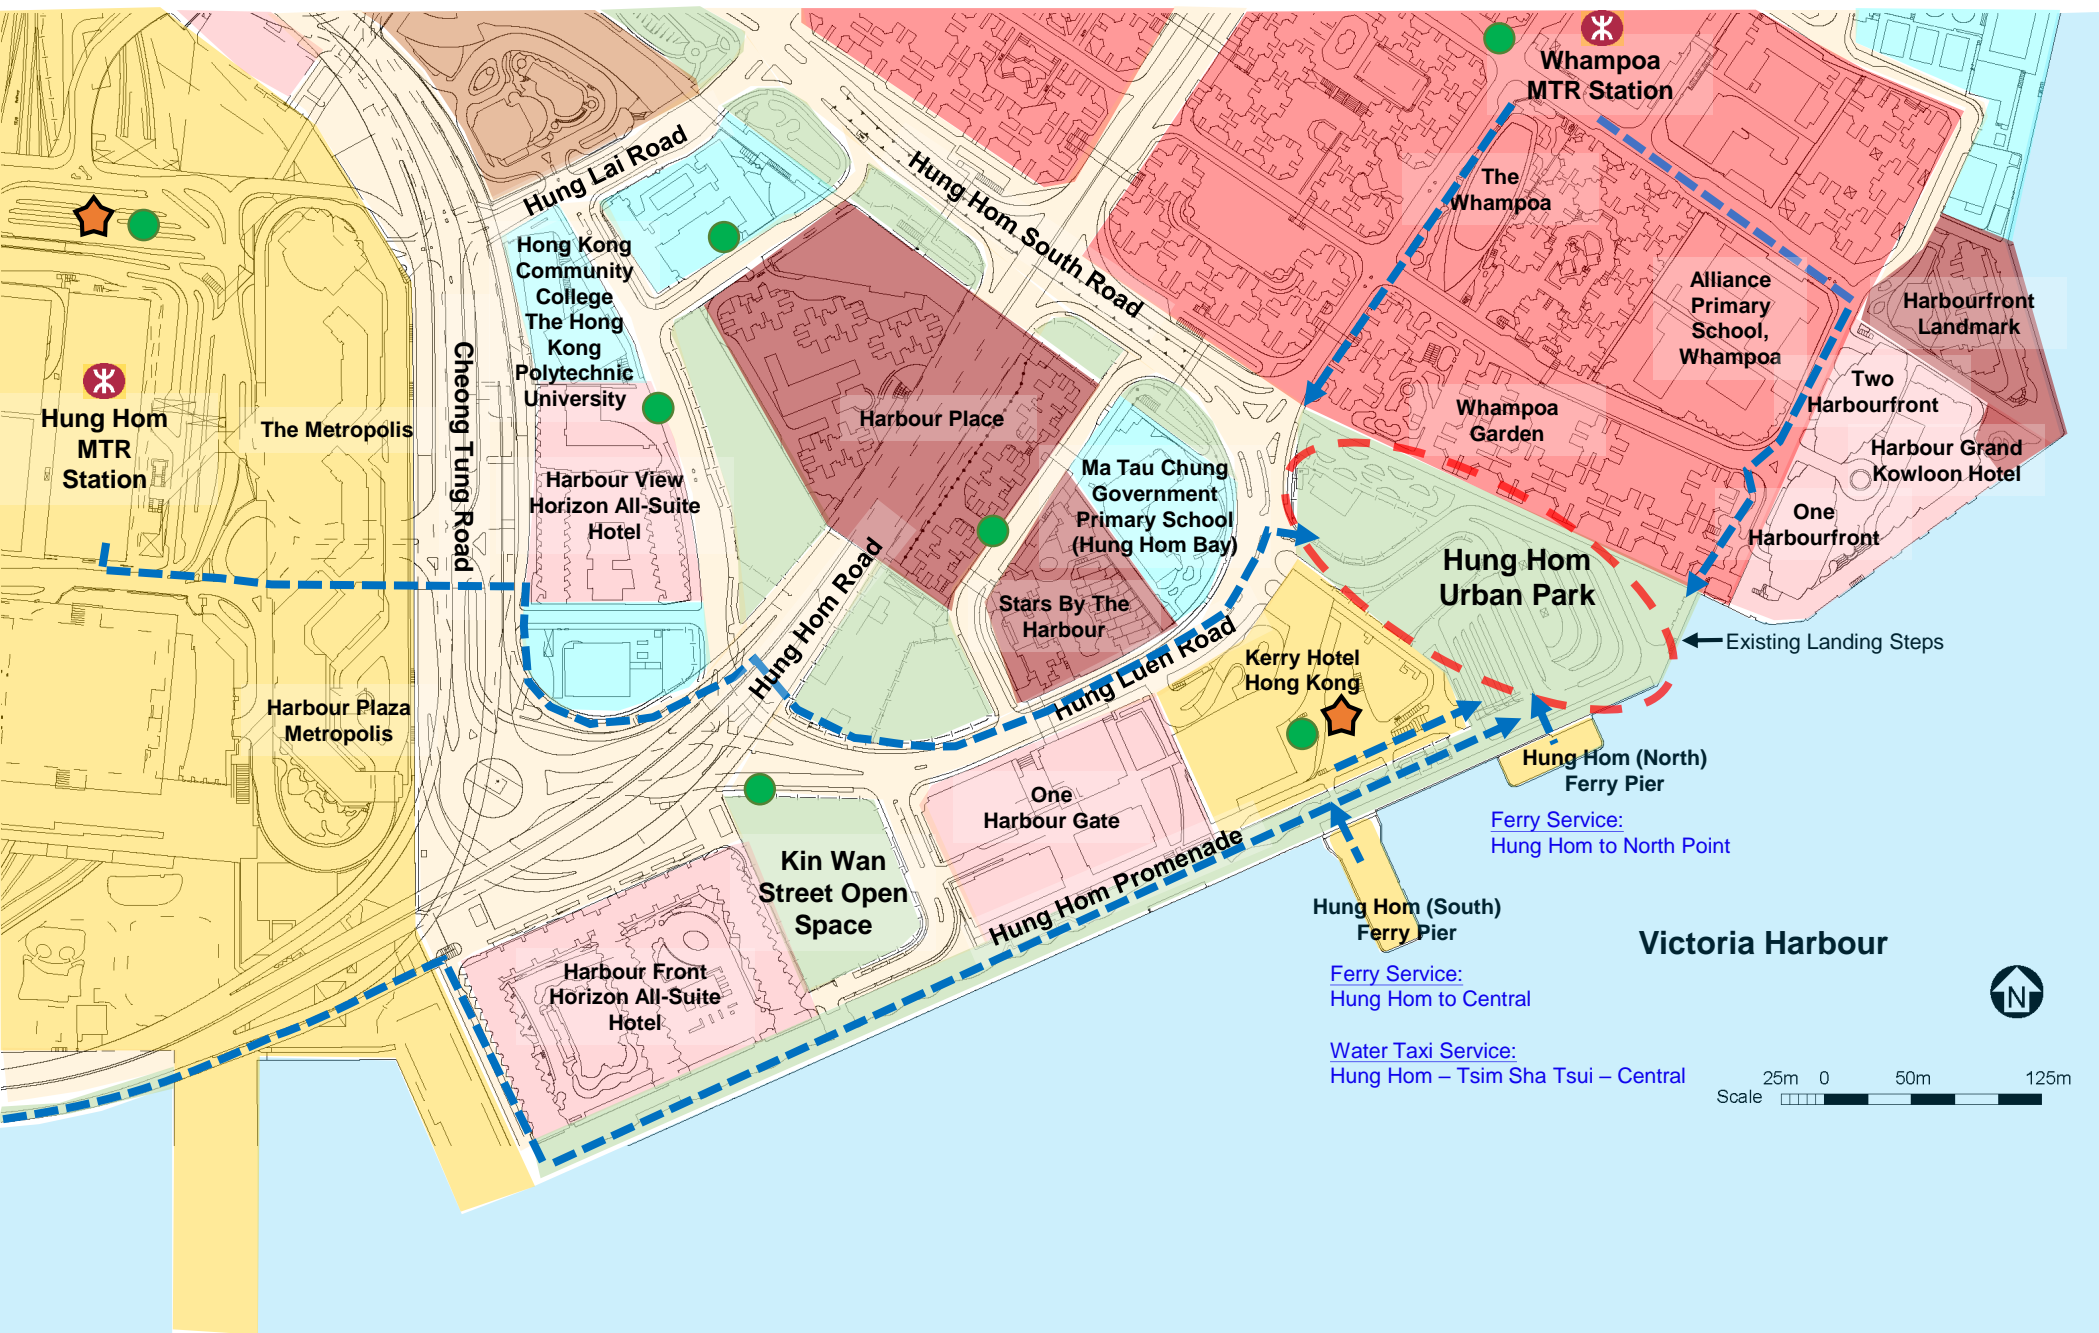 Whampoa
MTR Station
Hung Lai Road
Hung Hom South Road
The
Whampoa
Hong Kong
Community
College
The Hong
Kong
Polytechnic
University
Alliance
Primary
School,
Whampoa
Harbourfront
Landmark
Hung Hom
MTR
Station
The Metropolis
Cheong Tung Road
Harbour Place
Whampoa
Garden
Two
Harbourfront
Harbour Grand
Kowloon Hotel
One
Harbourfront
Harbour View
Horizon All-Suite
Hotel
Ma Tau Chung
Government
Primary School
(Hung Hom Bay)
Hung Hom
Urban Park
Hung Hom Road
Stars By The
Harbour
Hung Luen Road
Existing Landing Steps
Kerry Hotel
Hong Kong
Harbour Plaza
Metropolis
Hung Hom (North)
Ferry Pier
Ferry Service:
Hung Hom to North Point
One
Harbour Gate
Kin Wan
Street Open
Space
Hung Hom Promenade
Hung Hom (South)
Ferry Pier
Victoria Harbour
Ferry Service:
Hung Hom to Central
Harbour Front
Horizon All-Suite
Hotel
N
Water Taxi Service:
Hung Hom – Tsim Sha Tsui – Central
25m 0 50m 125m
Scale